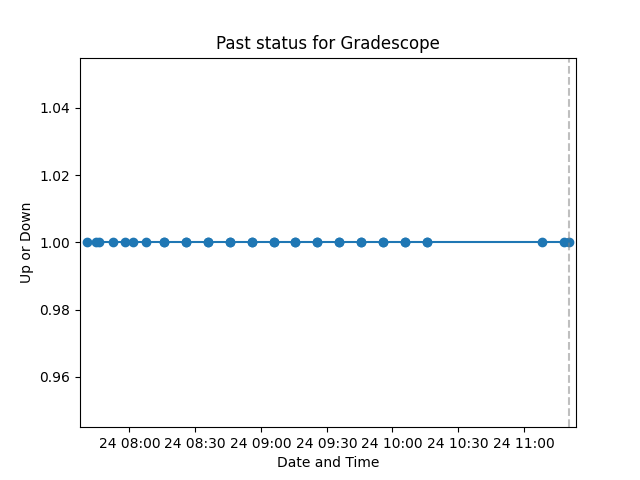 Past status for Gradescope
Up or Down
1.04
1.02
1.00
0.98
0.96
24 08:00 24 08:30 24 09:00 24 09:30 24 10:00 24 10:30 24 11:00
Date and Time